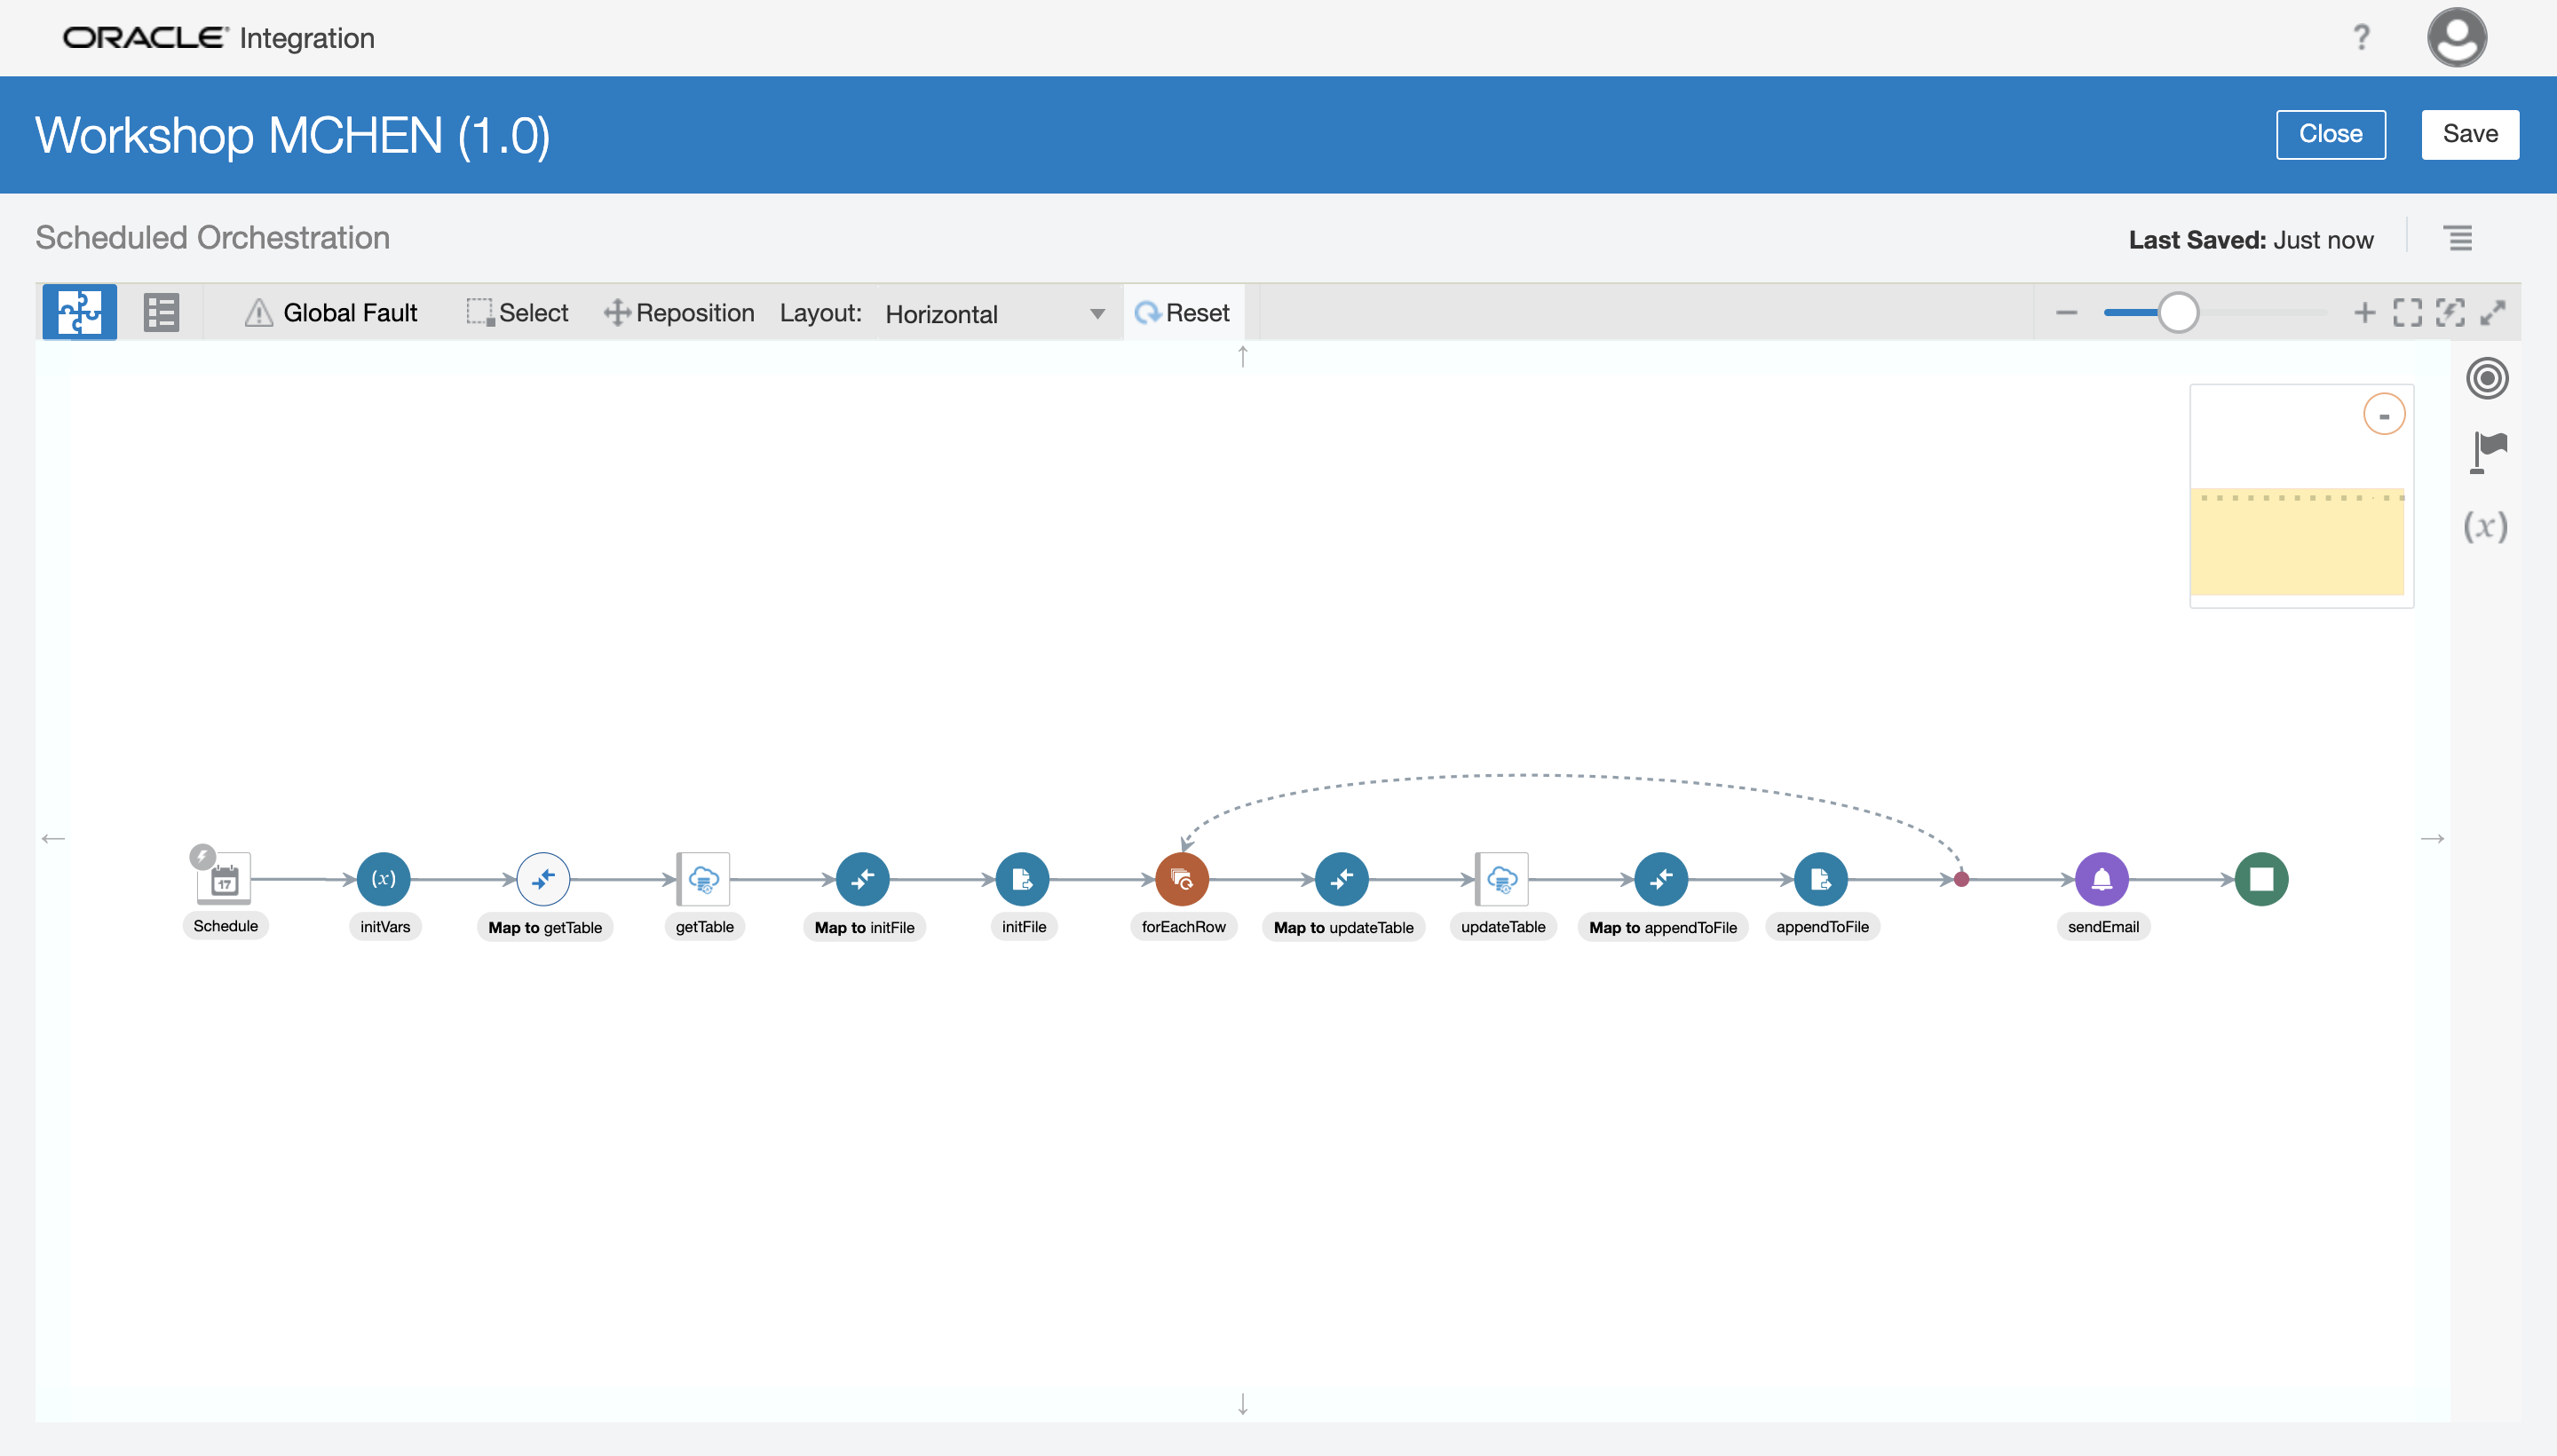 ORACLE Integration
?
Workshop MCHEN (1.0)
Close
Save
Scheduled Orchestration
Last Saved: Just now
Global Fault
Select
Reposition
Layout:
Horizontal
Reset
(x)
17
(x)
Schedule
initVars
Map to getTable
getTable
Map to initFile
initFile
forEachRow
Map to updateTable
updateTable
Map to appendToFile
appendToFile
sendEmail